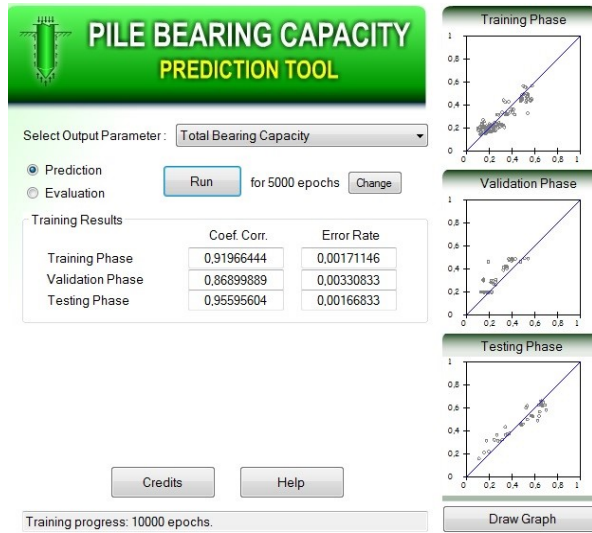 PILE BEARING CAPACITY
PREDICTION TOOL
Select Output Parameter :
Total Bearing Capacity
Prediction
Evaluation
Run
for 5000 epochs
Change
Training Results
Coef. Corr.
Error Rate
Training Phase
0,91966444
0,00171146
Validation Phase
0,86899889
0,00330833
Testing Phase
0,95595604
0,00166833
Credits
Help
Training progress: 10000 epochs.
Training Phase
1
0,8
0,6
0,4
0,2
0
0 0,2 0,4 0,6 0,8 1
Validation Phase
1
0,8
0,6
0,4
0,2
0
0 0,2 0,4 0,6 0,8 1
Testing Phase
1
0,8
0,6
0,4
0,2
0
0 0,2 0,4 0,6 0,8 1
Draw Graph